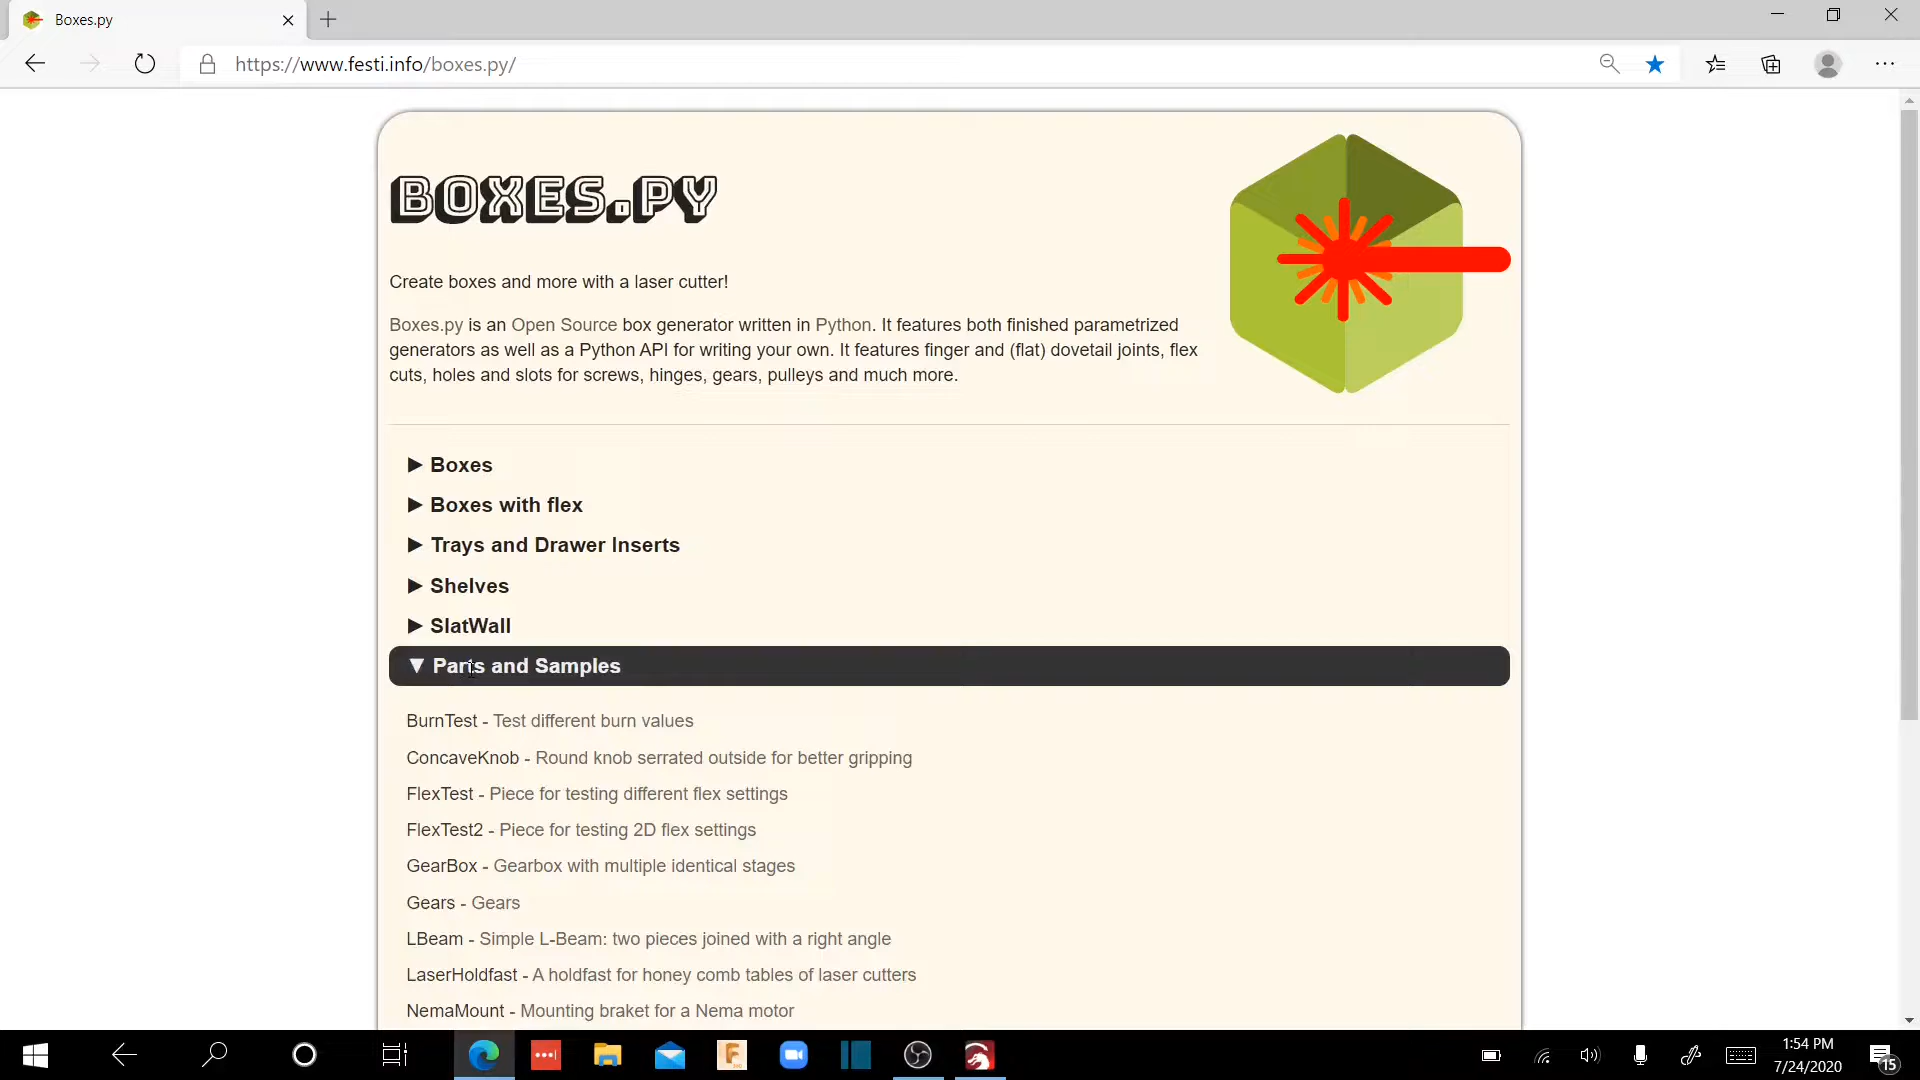 Boxes.py
https://www.festi.info/boxes.py/
BOXES.PY
Create boxes and more with a laser cutter!
Boxes.py is an Open Source box generator written in Python. It features both finished parametrized
generators as well as a Python API for writing your own. It features finger and (flat) dovetail joints, flex
cuts, holes and slots for screws, hinges, gears, pulleys and much more.
Boxes
Boxes with flex
Trays and Drawer Inserts
Shelves
SlatWall
Parts and Samples
BurnTest - Test different burn values
ConcaveKnob - Round knob serrated outside for better gripping
FlexTest - Piece for testing different flex settings
FlexTest2 - Piece for testing 2D flex settings
GearBox - Gearbox with multiple identical stages
Gears - Gears
LBeam - Simple L-Beam: two pieces joined with a right angle
LaserHoldfast - A holdfast for honey comb tables of laser cutters
NemaMount - Mounting braket for a Nema motor
F
1:54 PM
7/24/2020
15